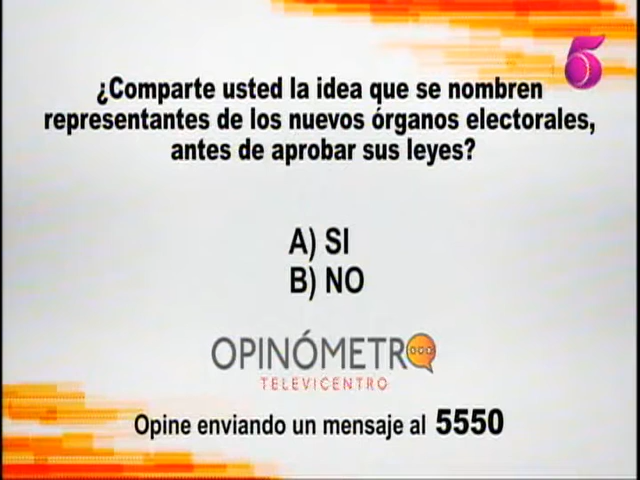 5
¿Comparte usted la idea que se nombren
representantes de los nuevos órganos electorales,
antes de aprobar sus leyes?
A) SI
B) NO
OPINÓMETRO
TELEVICENTRO
Opine enviando un mensaje al 5550